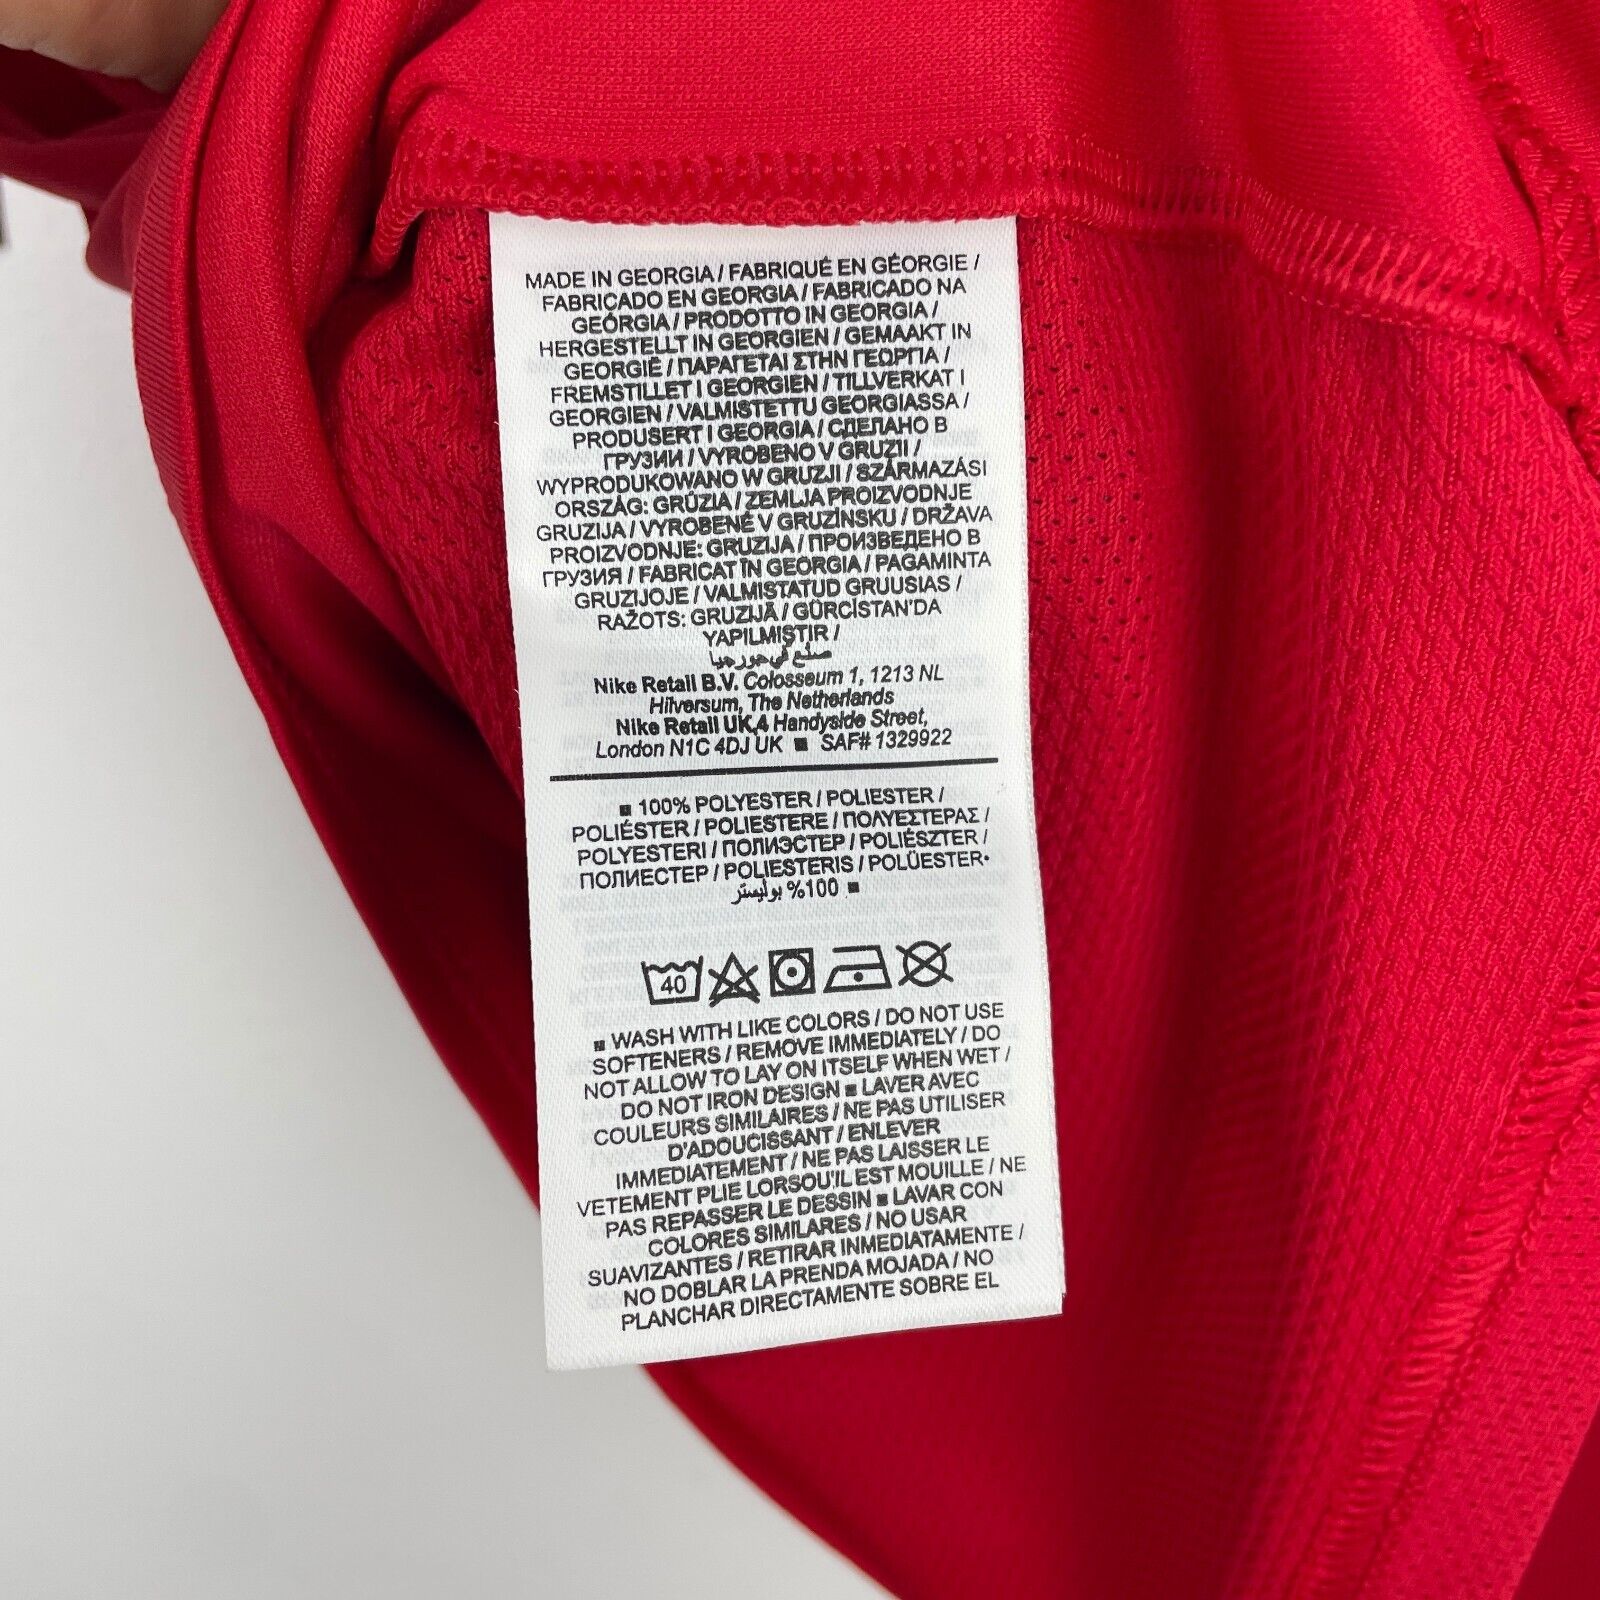 MADE IN GEORGIA / FABRIQUÉ EN GÉORGIE /
FABRICADO EN GEORGIA / FABRICADO NA
GEÓRGIA / PRODOTTO IN GEORGIA /
HERGESTELLT IN GEORGIEN / GEMAAKT IN
GEORGIË / ΠΑΡΑΓΕΤΑΙ ΣΤΗΝ ΓΕΩΡΓΙΑ /
FREMSTILLET I GEORGIEN / TILLVERKAT I
GEORGIEN / VALMISTETTU GEORGIASSA /
PRODUSERT I GEORGIA / СДЕЛАНО В
ГРУЗИИ / VYROBENO V GRUZII /
WYPRODUKOWANO W GRUZJI / SZÁRMAZÁSI
ORSZÁG: GRÚZIA / ZEMLJA PROIZVODNJE
GRUZIJA / VYROBENÉ V GRUZÍNSKU / DRŽAVA
PROIZVODNJE: GRUZIJA / ПРОИЗВЕДЕНО В
ГРУЗИЯ / FABRICAT ÎN GEORGIA / PAGAMINTA
GRUZIJOJE / VALMISTATUD GRUUSIAS /
RAŽOTS: GRUZIJĀ / GÜRCİSTAN'DA
YAPILMIŞTIR /
صنع في جورجيا
Nike Retail B.V. Colosseum 1, 1213 NL
Hilversum, The Netherlands
Nike Retail UK,4 Handyside Street,
London N1C 4DJ UK ■ SAF# 1329922
■ 100% POLYESTER / POLIESTER /
POLIÉSTER / POLIESTERE / ΠΟΛΥΕΣΤΕΡΑΣ /
POLYESTERI / ПОЛИЭСТЕР / POLIÉSZTER /
ПОЛИЕСТЕР / POLIESTERIS / POLÜESTER•
100% بوليستر ■
40
■ WASH WITH LIKE COLORS / DO NOT USE
SOFTENERS / REMOVE IMMEDIATELY / DO
NOT ALLOW TO LAY ON ITSELF WHEN WET /
DO NOT IRON DESIGN ■ LAVER AVEC
COULEURS SIMILAIRES / NE PAS UTILISER
D'ADOUCISSANT / ENLEVER
IMMEDIATEMENT / NE PAS LAISSER LE
VETEMENT PLIE LORSQU'IL EST MOUILLE / NE
PAS REPASSER LE DESSIN ■ LAVAR CON
COLORES SIMILARES / NO USAR
SUAVIZANTES / RETIRAR INMEDIATAMENTE /
NO DOBLAR LA PRENDA MOJADA / NO
PLANCHAR DIRECTAMENTE SOBRE EL